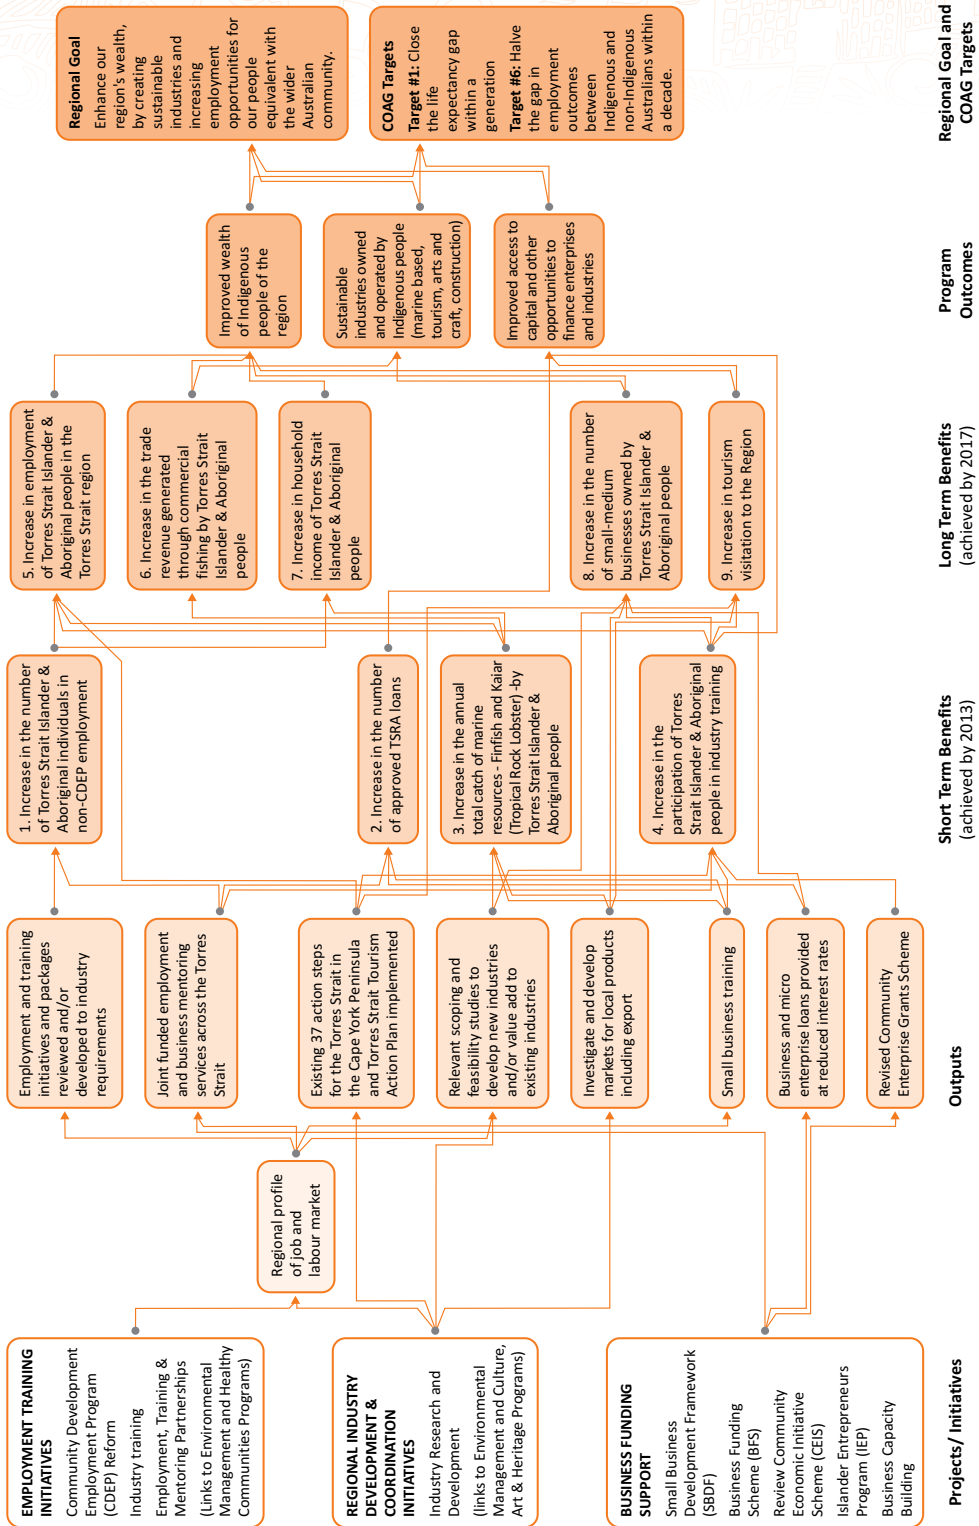 EMPLOYMENT TRAINING
INITIATIVES
Community Development
Employment Program
(CDEP) Reform
Industry training
Employment, Training &
Mentoring Partnerships
(Links to Environmental
Management and Healthy
Communities Programs)
REGIONAL INDUSTRY
DEVELOPMENT &
COORDINATION
INITIATIVES
Industry Research and
Development
(links to Environmental
Management and Culture,
Art & Heritage Programs)
BUSINESS FUNDING
SUPPORT
Small Business
Development Framework
(SBDF)
Business Funding
Scheme (BFS)
Review Community
Economic Initiative
Scheme (CEIS)
Islander Entrepreneurs
Program (IEP)
Business Capacity
Building
Projects/ Initiatives
Regional profile
of job and
labour market
Employment and training
initiatives and packages
reviewed and/or
developed to industry
requirements
Joint funded employment
and business mentoring
services across the Torres
Strait
Existing 37 action steps
for the Torres Strait in
the Cape York Peninsula
and Torres Strait Tourism
Action Plan implemented
Relevant scoping and
feasibility studies to
develop new industries
and/or value add to
existing industries
Investigate and develop
markets for local products
including export
Small business training
Business and micro
enterprise loans provided
at reduced interest rates
Revised Community
Enterprise Grants Scheme
Outputs
1. Increase in the number
of Torres Strait Islander &
Aboriginal individuals in
non-CDEP employment
2. Increase in the number
of approved TSRA loans
3. Increase in the annual
total catch of marine
resources - Finfish and Kaiar
(Tropical Rock Lobster) -by
Torres Strait Islander &
Aboriginal people
4. Increase in the
participation of Torres
Strait Islander & Aboriginal
people in industry training
Short Term Benefits
(achieved by 2013)
5. Increase in employment
of Torres Strait Islander &
Aboriginal people in the
Torres Strait region
6. Increase in the trade
revenue generated
through commercial
fishing by Torres Strait
Islander & Aboriginal
people
7. Increase in household
income of Torres Strait
Islander & Aboriginal
people
8. Increase in the number
of small-medium
businesses owned by
Torres Strait Islander &
Aboriginal people
9. Increase in tourism
visitation to the Region
Long Term Benefits
(achieved by 2017)
Improved wealth
of Indigenous
people of the
region
Sustainable
industries owned
and operated by
Indigenous people
(marine based,
tourism, arts and
craft, construction)
Improved access to
capital and other
opportunities to
finance enterprises
and industries
Program
Outcomes
Regional Goal
Enhance our
region's wealth,
by creating
sustainable
industries and
increasing
employment
opportunities for
our people
equivalent with
the wider
Australian
community.
COAG Targets
Target #1: Close
the life
expectancy gap
within a
generation
Target #6: Halve
the gap in
employment
outcomes
between
Indigenous and
non-Indigenous
Australians within
a decade.
Regional Goal and
COAG Targets